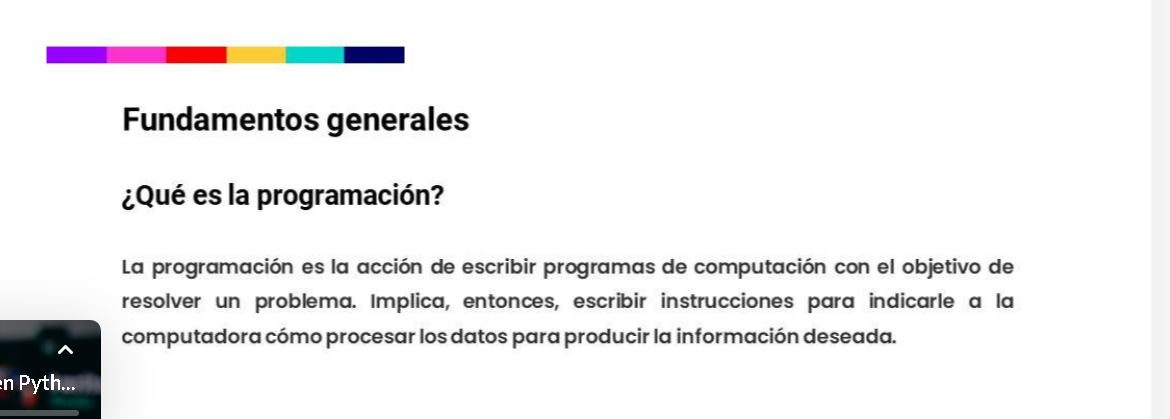 Fundamentos generales
¿Qué es la programación?
La programación es la acción de escribir programas de computación con el objetivo de
resolver un problema. Implica, entonces, escribir instrucciones para indicarle a la
computadora cómo procesar los datos para producir la información deseada.
en Pyth...